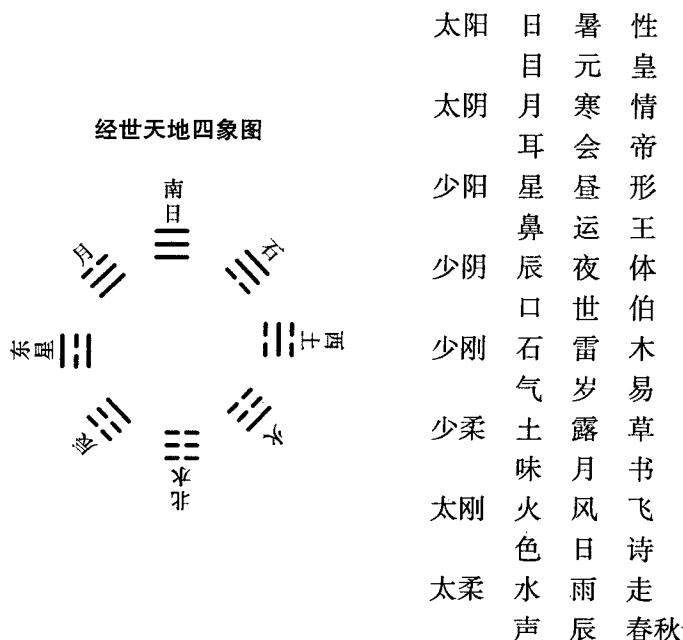 经世天地四象图
南
日
月
石
东
星
西
土
辰
火
水
北
太阳 日 暑 性
目 元 皇
太阴 月 寒 情
耳 会 帝
少阳 星 昼 形
鼻 运 王
少阴 辰 夜 体
口 世 伯
少刚 石 雷 木
气 岁 易
少柔 土 露 草
味 月 书
太刚 火 风 飞
色 日 诗
太柔 水 雨 走
声 辰 春秋